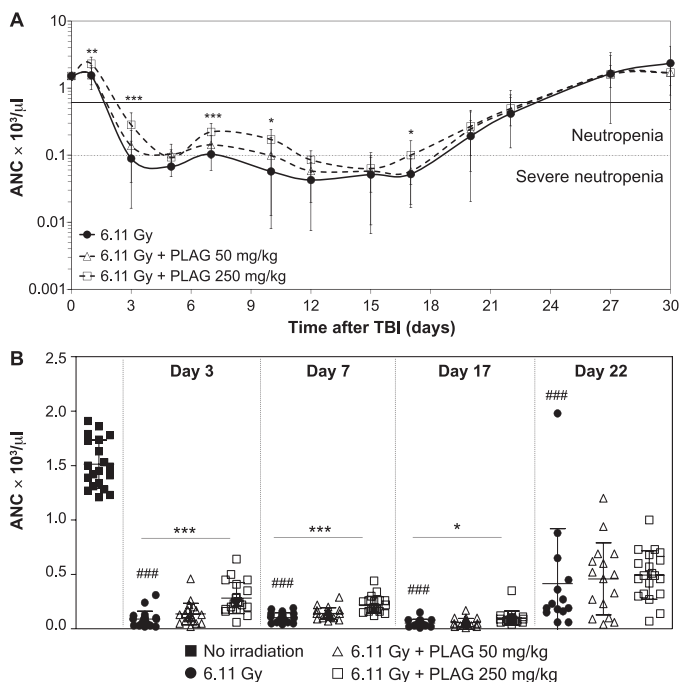 A
10
**
***
***
*
*
1
0.1
0.01
0.001
ANC × 10³/µl
Neutropenia
Severe neutropenia
6.11 Gy
6.11 Gy + PLAG 50 mg/kg
6.11 Gy + PLAG 250 mg/kg
0 3 6 9 12 15 18 21 24 27 30
Time after TBI (days)
B
2.5
2.0
1.5
1.0
0.5
0.0
ANC × 10³/µl
Day 3 Day 7 Day 17 Day 22
###
*** *** *
### ### ###
No irradiation 6.11 Gy + PLAG 50 mg/kg
6.11 Gy 6.11 Gy + PLAG 250 mg/kg